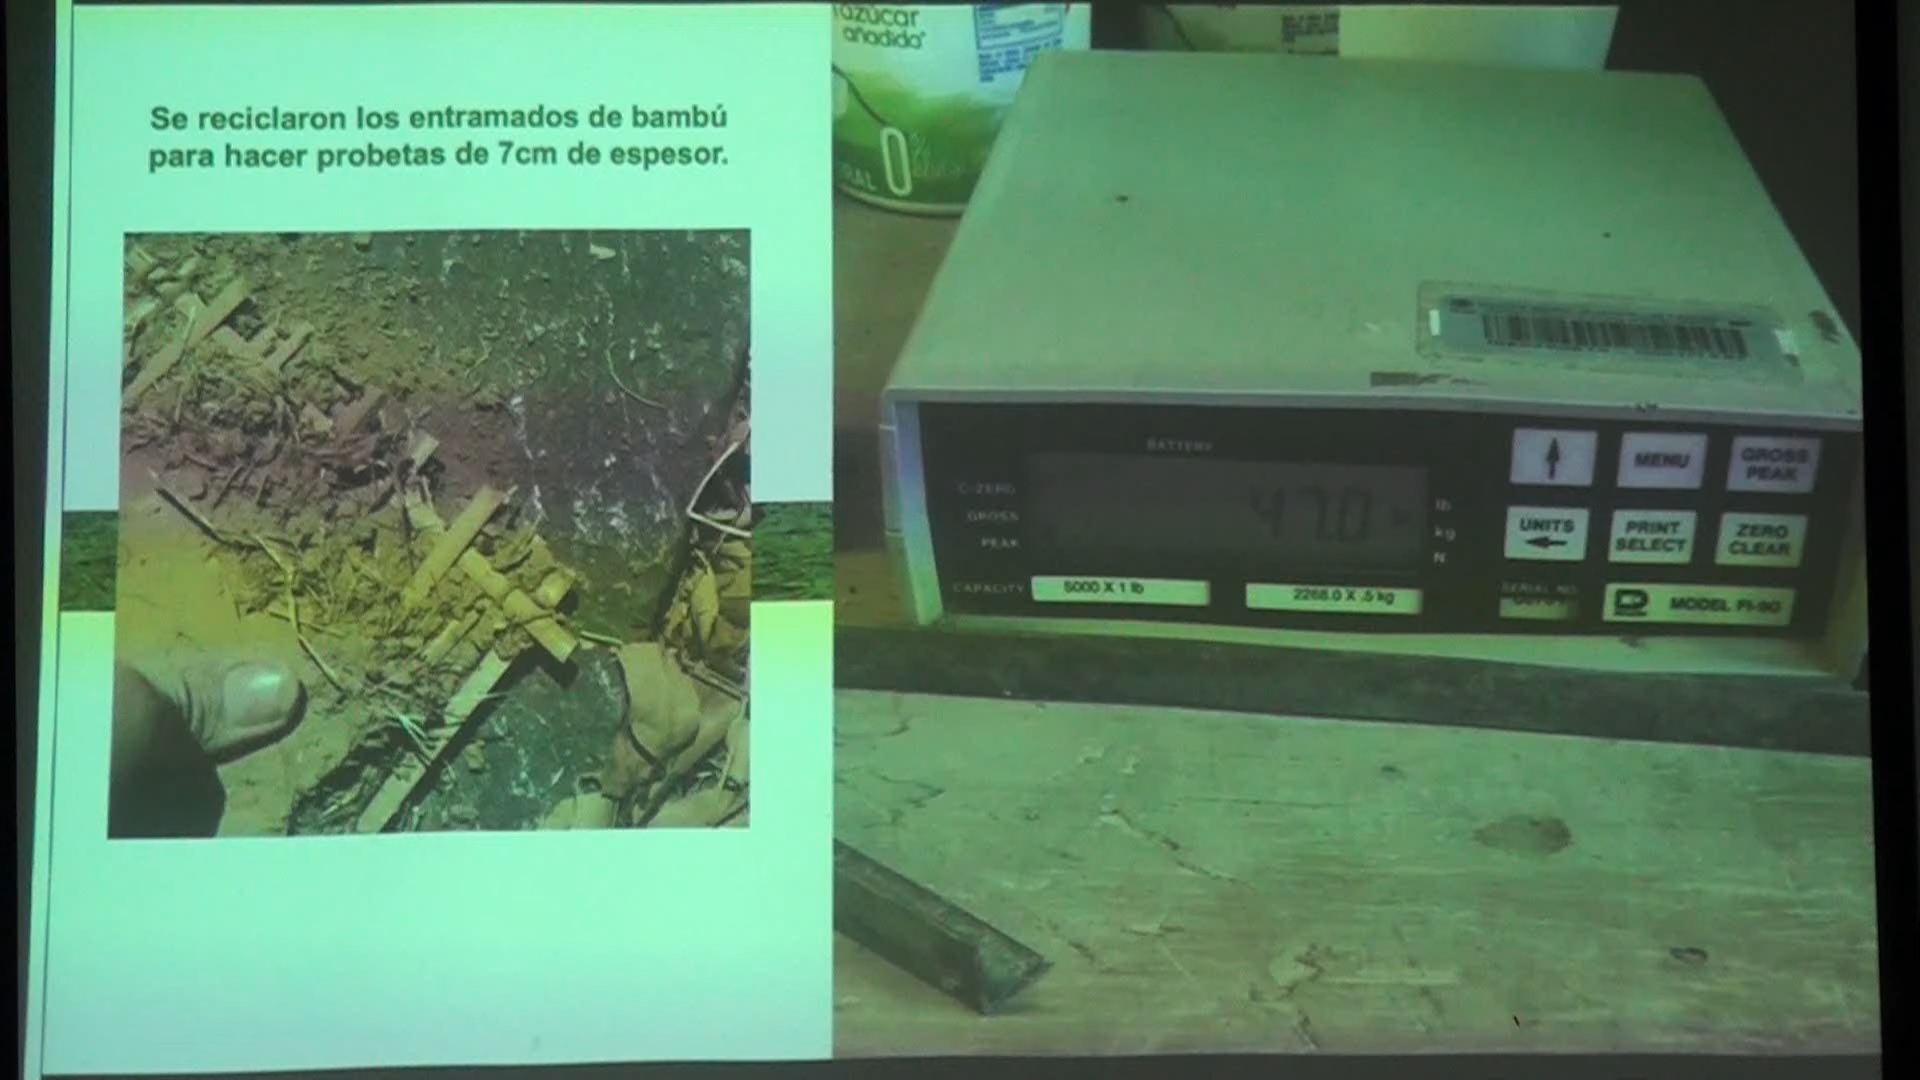 Se reciclaron los entramados de bambú
para hacer probetas de 7cm de espesor.
azúcar
añadido*
0%
BATTERY
C-ZERO
GROSS
PEAK
47.0
lb
kg
N
CAPACITY
5000 X 1 lb
2268.0 X .5 kg
MENU
GROSS
PEAK
UNITS
PRINT
SELECT
ZERO
CLEAR
SERIAL NO.
MODEL FI-90